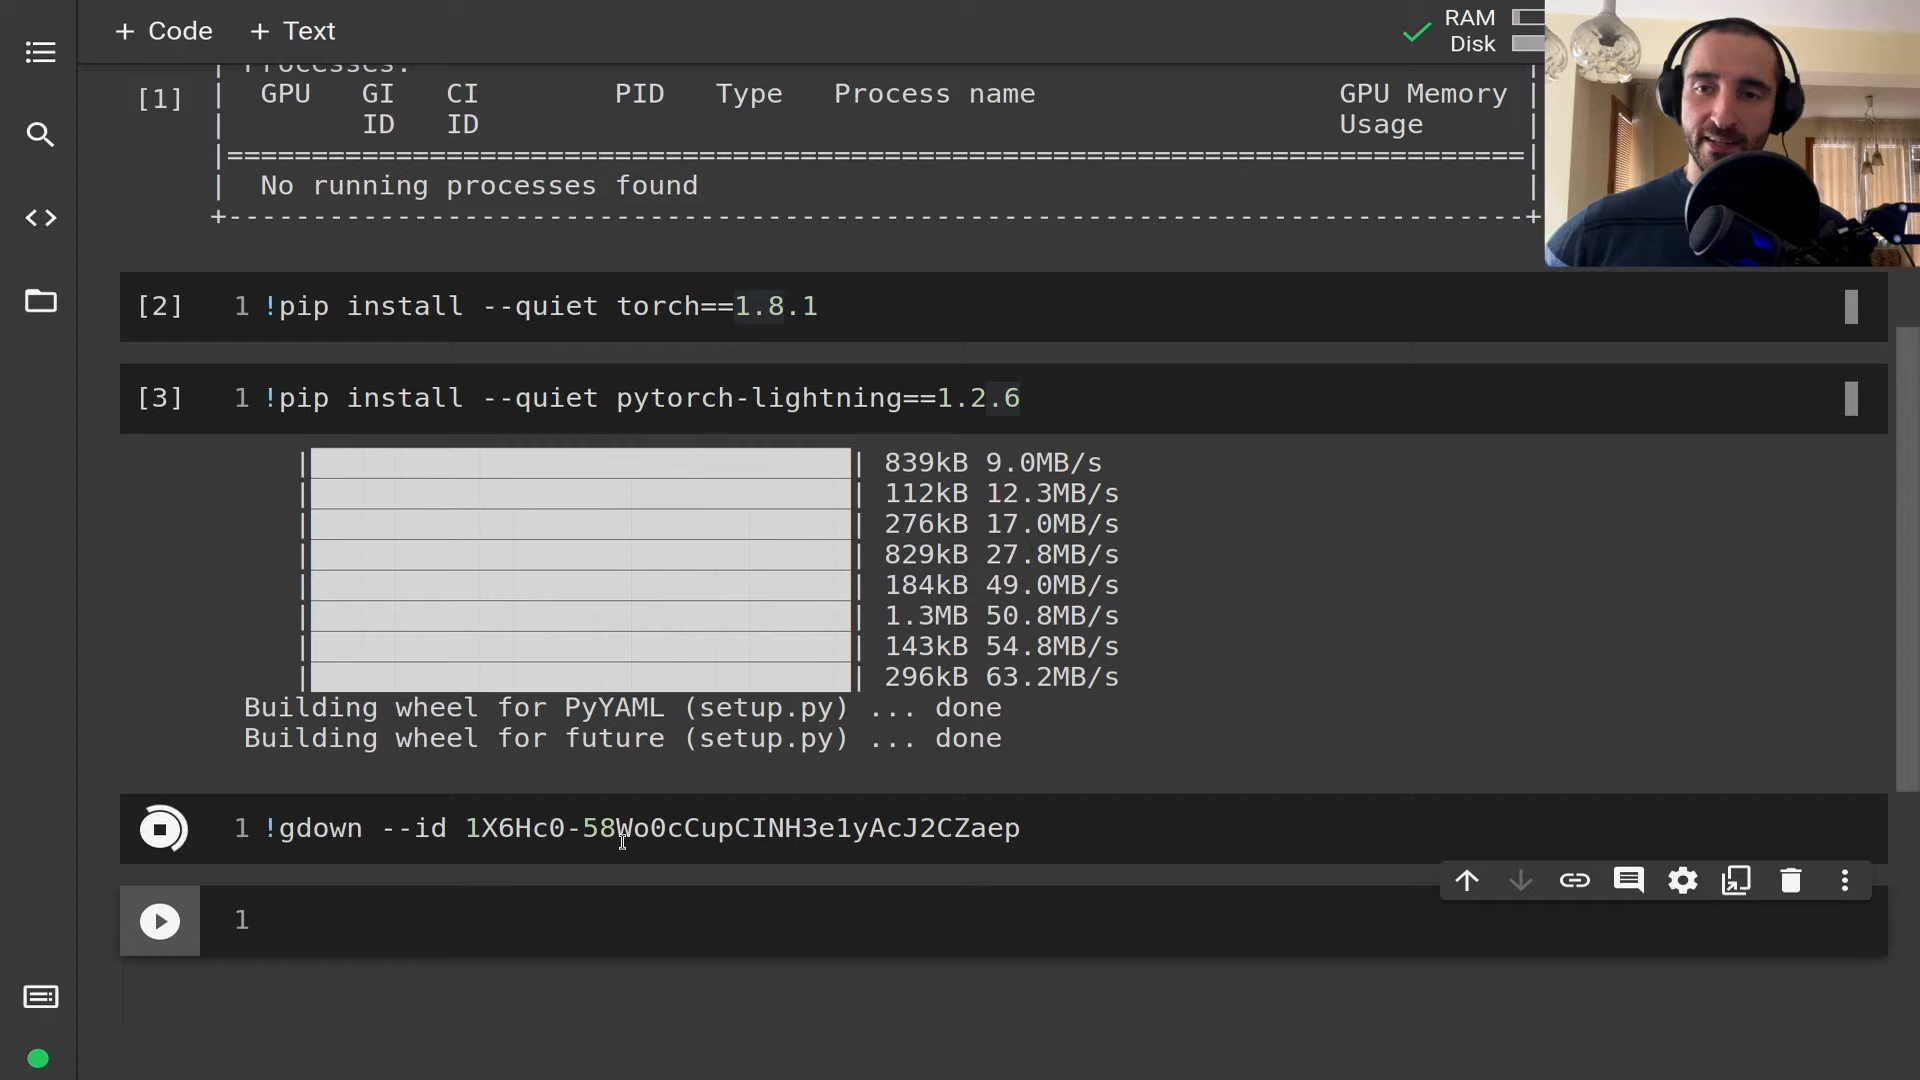 + Code + Text
RAM
Disk
Processes:
[1] | GPU GI CI PID Type Process name GPU Memory |
| ID ID Usage |
|=============================================================================|
| No running processes found |
+-----------------------------------------------------------------------------+
[2] 1 !pip install --quiet torch==1.8.1
[3] 1 !pip install --quiet pytorch-lightning==1.2.6
839kB 9.0MB/s
112kB 12.3MB/s
276kB 17.0MB/s
829kB 27.8MB/s
184kB 49.0MB/s
1.3MB 50.8MB/s
143kB 54.8MB/s
296kB 63.2MB/s
Building wheel for PyYAML (setup.py) ... done
Building wheel for future (setup.py) ... done
1 !gdown --id 1X6Hc0-58Wo0cCupCINH3e1yAcJ2CZaep
1